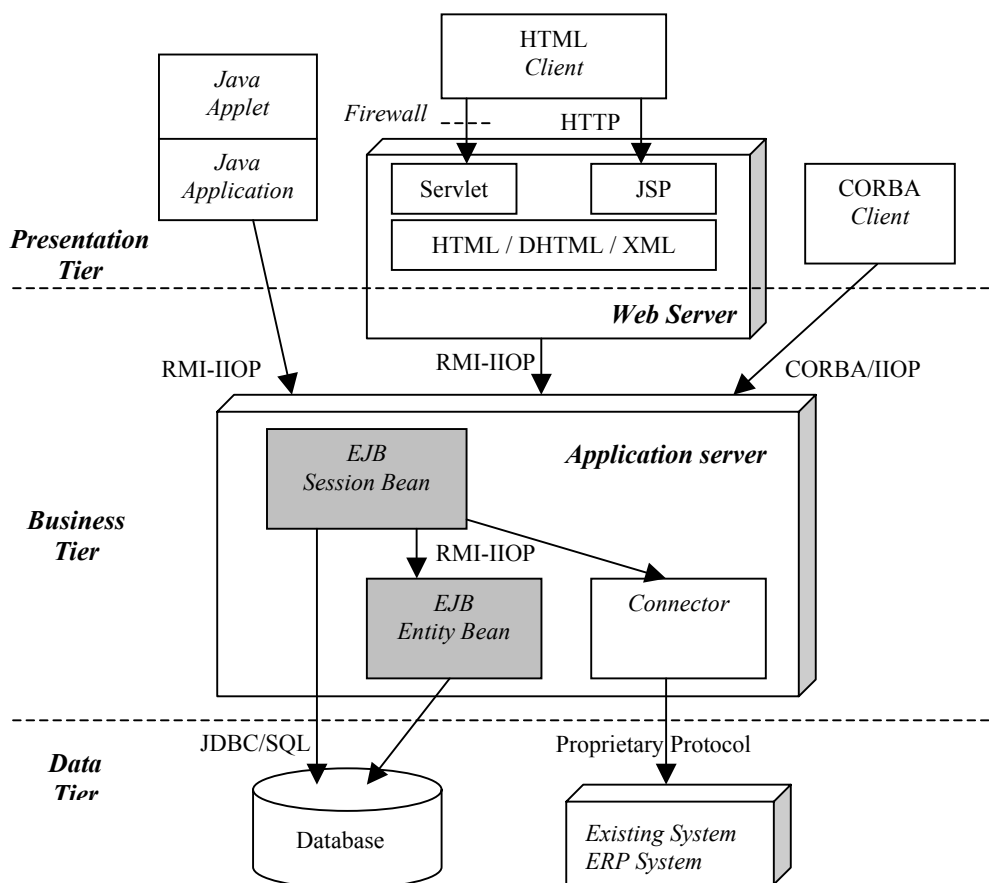 HTML
Client
Java
Applet
Firewall
HTTP
Java
Application
Servlet
JSP
CORBA
Client
HTML / DHTML / XML
Presentation
Tier
Web Server
RMI-IIOP
RMI-IIOP
CORBA/IIOP
EJB
Session Bean
Application server
Business
Tier
RMI-IIOP
EJB
Entity Bean
Connector
JDBC/SQL
Proprietary Protocol
Data
Tier
Database
Existing System
ERP System